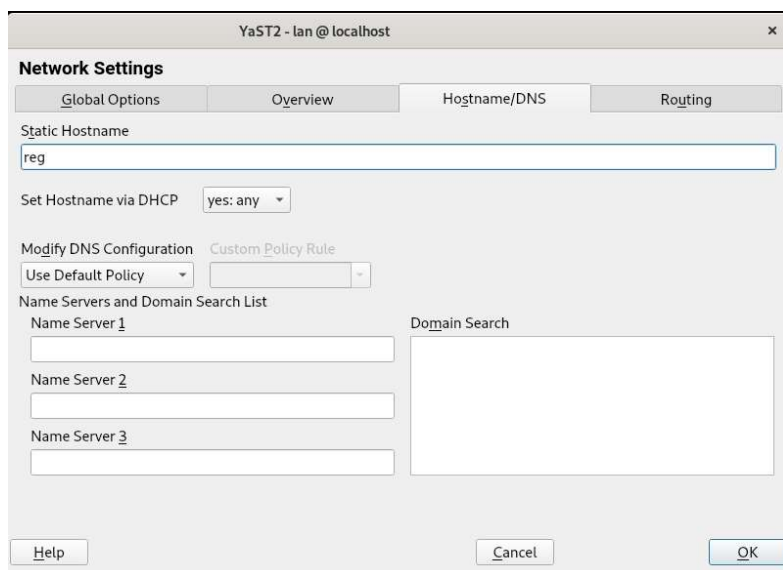 YaST2 - lan @ localhost ×
Network Settings
Global Options Overview Hostname/DNS Routing
Static Hostname
reg
Set Hostname via DHCP yes: any
Modify DNS Configuration Custom Policy Rule
Use Default Policy
Name Servers and Domain Search List
Name Server 1 Domain Search
Name Server 2
Name Server 3
Help Cancel OK